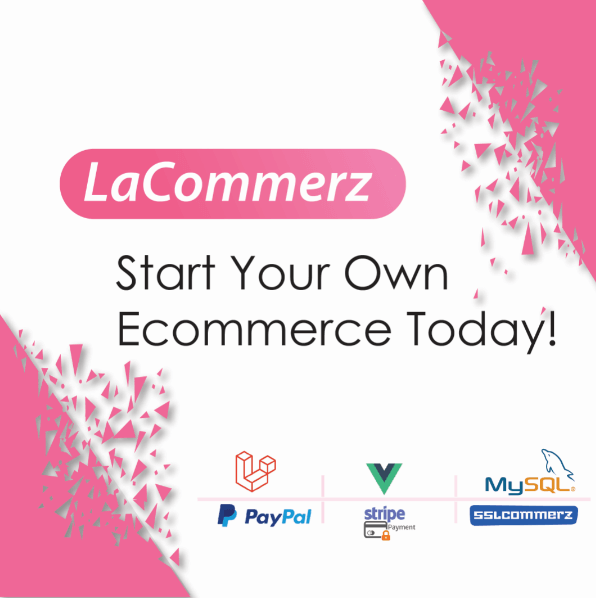 LaCommerz
Start Your Own
Ecommerce Today!
MySQL®
PayPal
stripe
Payment
SSLCOMMERZ